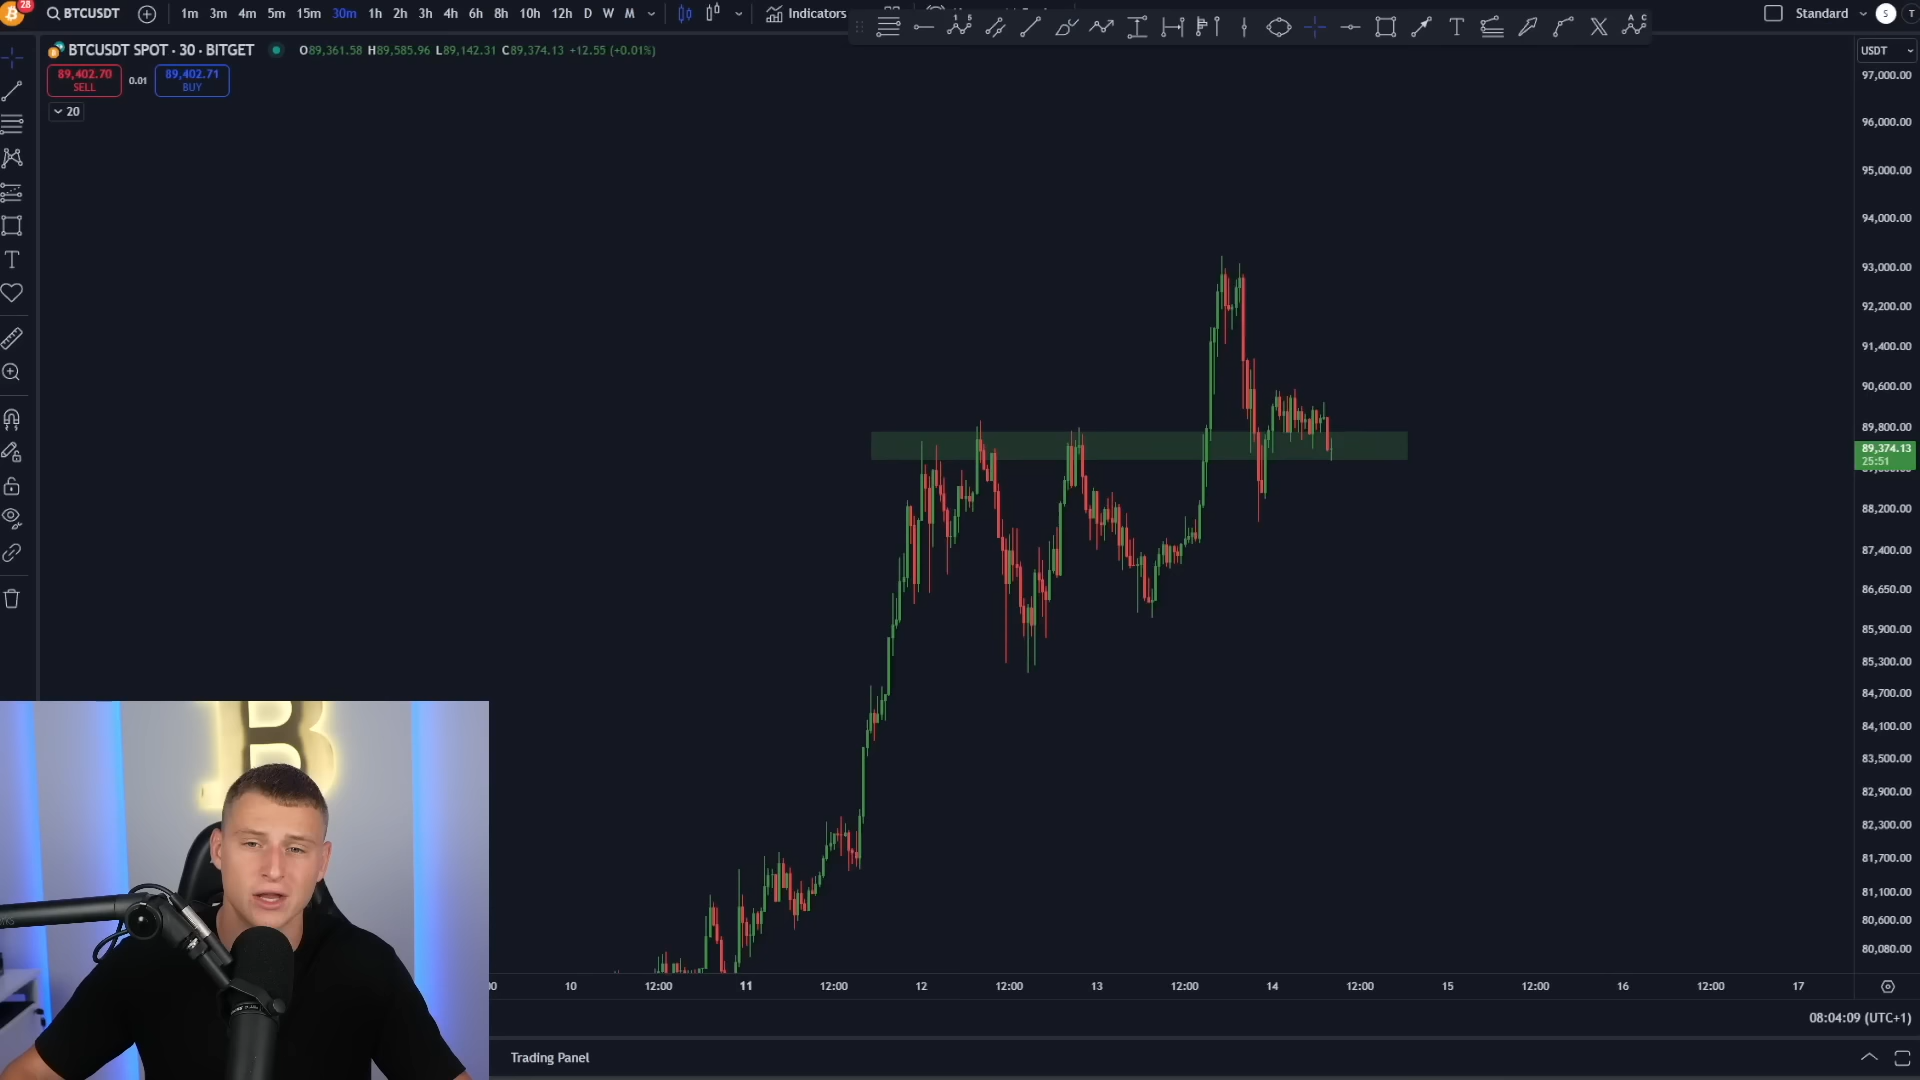 28
BTCUSDT
1m 3m 4m 5m 15m 30m 1h 2h 3h 4h 6h 8h 10h 12h D W M
Indicators
Standard
S
T
BTCUSDT SPOT · 30 · BITGET
O89,361.58 H89,585.96 L89,142.31 C89,374.13 +12.55 (+0.01%)
USDT
89,402.70
SELL
0.01
89,402.71
BUY
20
97,000.00
96,000.00
95,000.00
94,000.00
93,000.00
92,200.00
91,400.00
90,600.00
89,800.00
89,374.13
25:51
88,200.00
87,400.00
86,650.00
85,900.00
85,300.00
84,700.00
84,100.00
83,500.00
82,900.00
82,300.00
81,700.00
81,100.00
80,600.00
80,080.00
B
10 12:00 11 12:00 12 12:00 13 12:00 14 12:00 15 12:00 16 12:00 17
08:04:09 (UTC+1)
Trading Panel